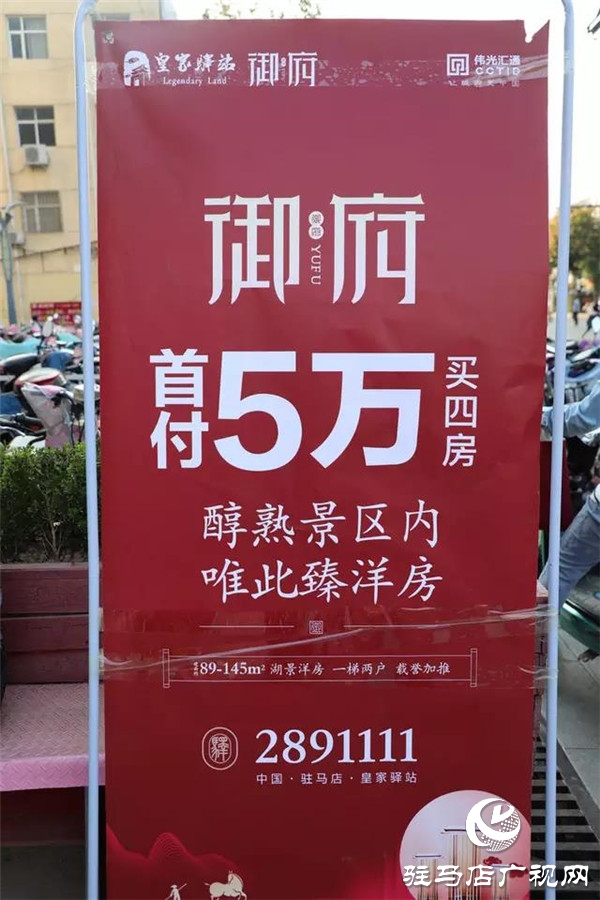 皇家驿站 御府 伟光汇通
Legendary Land CCTID
御府
YUFU
首付5万买四房
醇熟景区内
唯此臻洋房
89-145m² 湖景洋房 一梯两户 载誉加推
2891111
中国·驻马店·皇家驿站
驻马店广视网